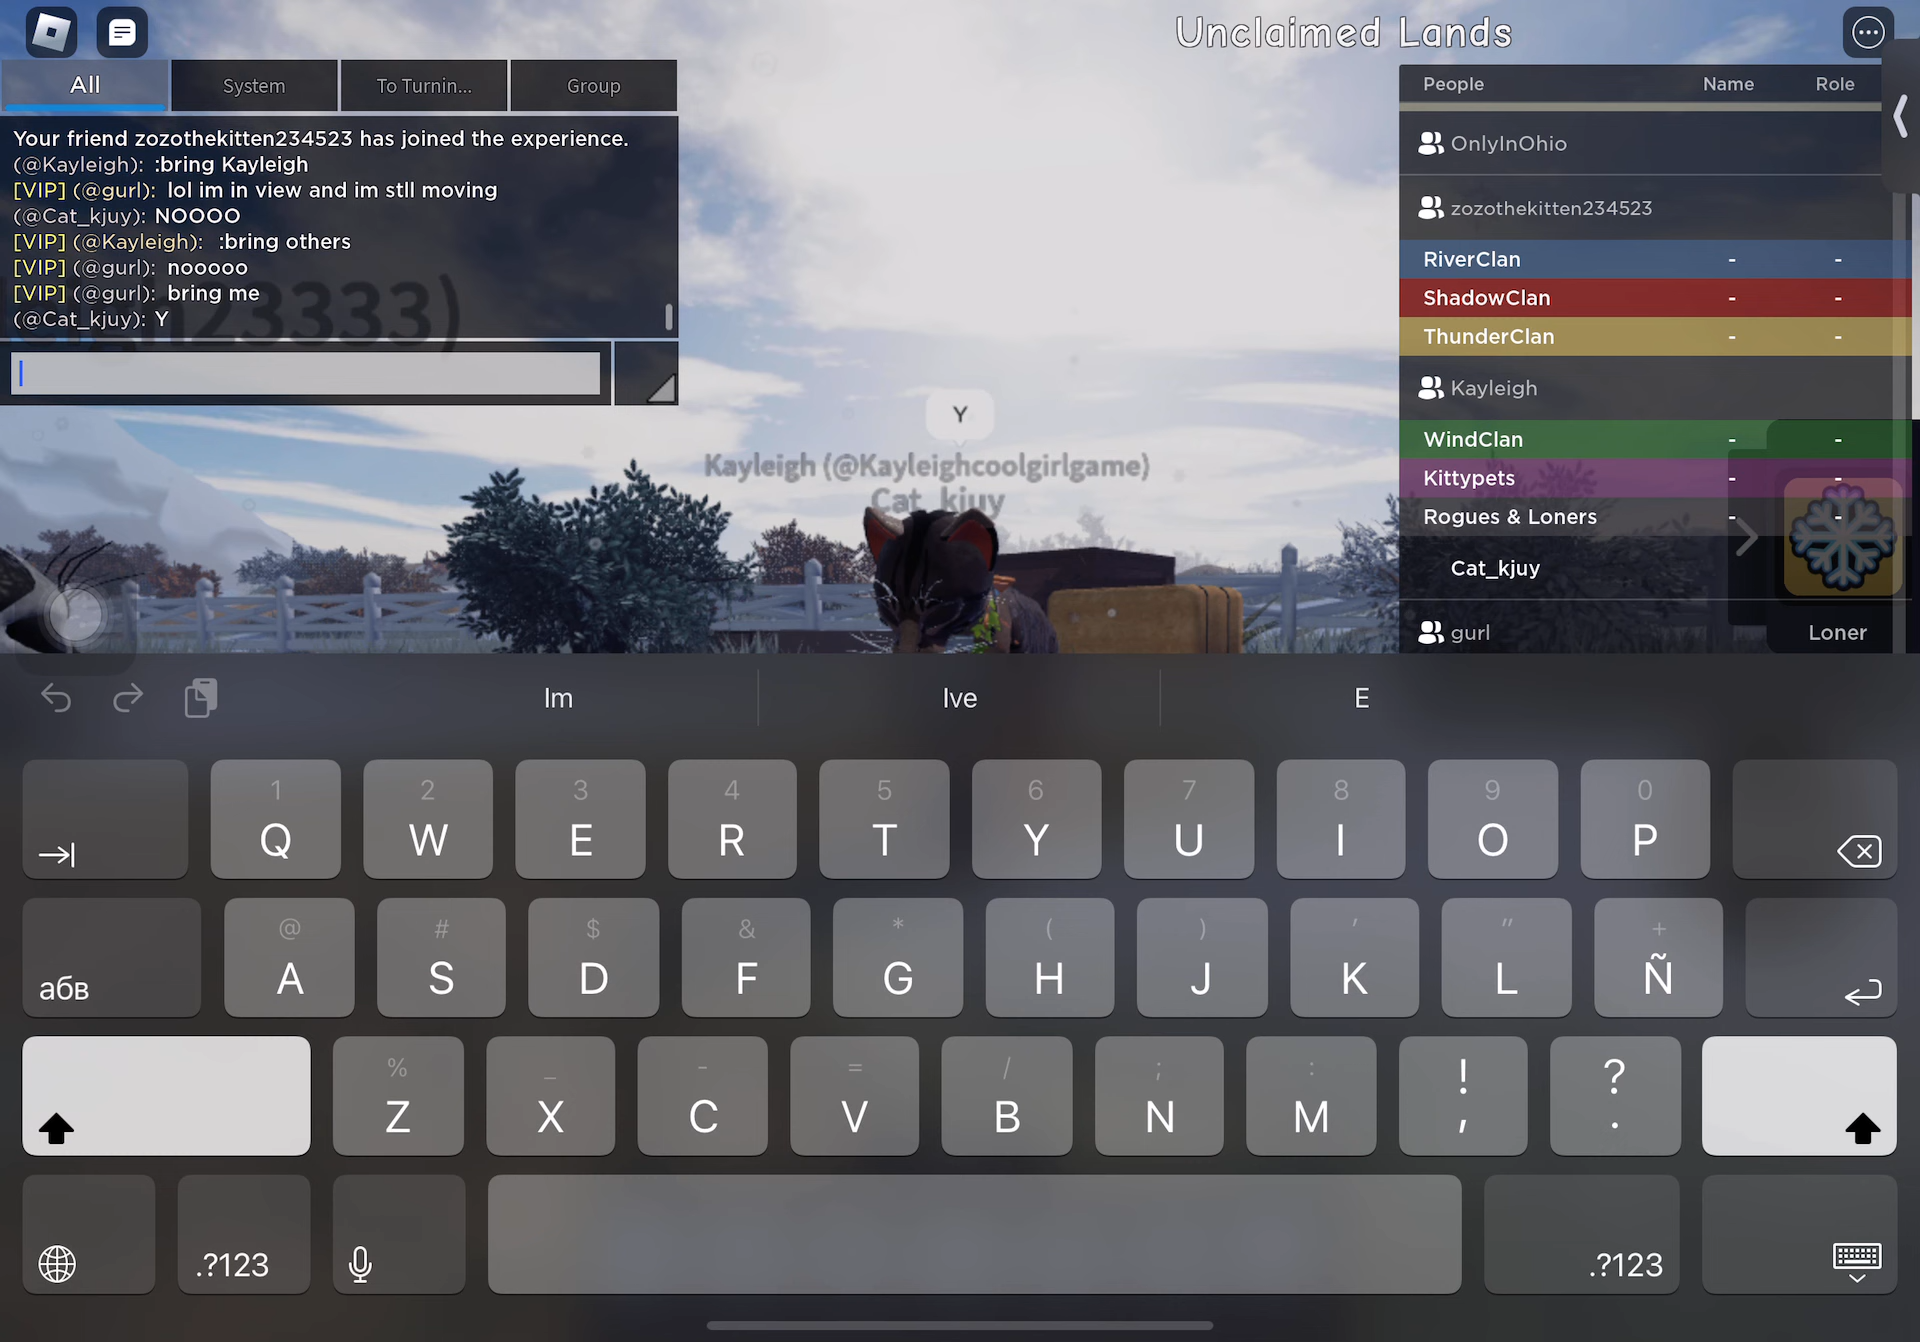 Unclaimed Lands
All
System
To Turnin...
Group
Your friend zozothekitten234523 has joined the experience.
(@Kayleigh): :bring Kayleigh
[VIP] (@gurl): lol im in view and im stll moving
(@Cat_kjuy): NOOOO
[VIP] (@Kayleigh): :bring others
[VIP] (@gurl): nooooo
[VIP] (@gurl): bring me
(@Cat_kjuy): Y
23333)
People Name Role
OnlyInOhio
zozothekitten234523
RiverClan - -
ShadowClan - -
ThunderClan - -
Kayleigh
WindClan - -
Kittypets - -
Rogues & Loners - -
Cat_kjuy
gurl Loner
Y
Kayleigh (@Kayleighcoolgirlgame)
Cat_kjuy
Im Ive E
1 2 3 4 5 6 7 8 9 0
Q W E R T Y U I O P
@ # $ & * ( ) ' " +
абв A S D F G H J K L Ñ
% _ - = / ; : ! ?
Z X C V B N M , .
.?123 .?123